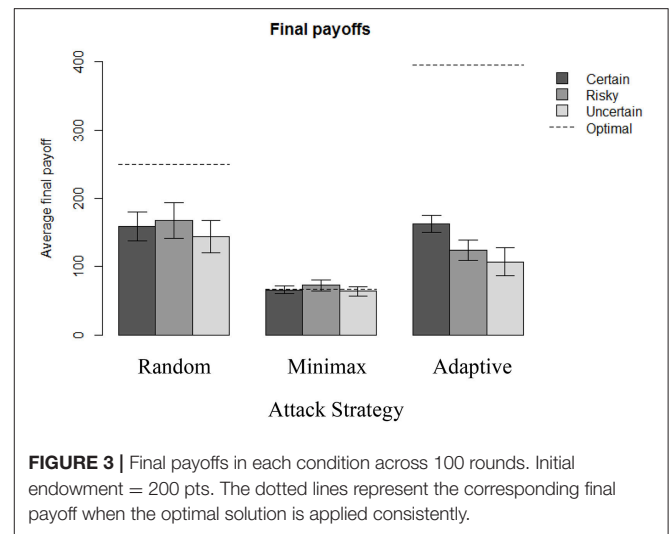 Final payoffs
400
300
200
100
0
Average final payoff
Certain
Risky
Uncertain
Optimal
Random Minimax Adaptive
Attack Strategy
FIGURE 3 | Final payoffs in each condition across 100 rounds. Initial
endowment = 200 pts. The dotted lines represent the corresponding final
payoff when the optimal solution is applied consistently.